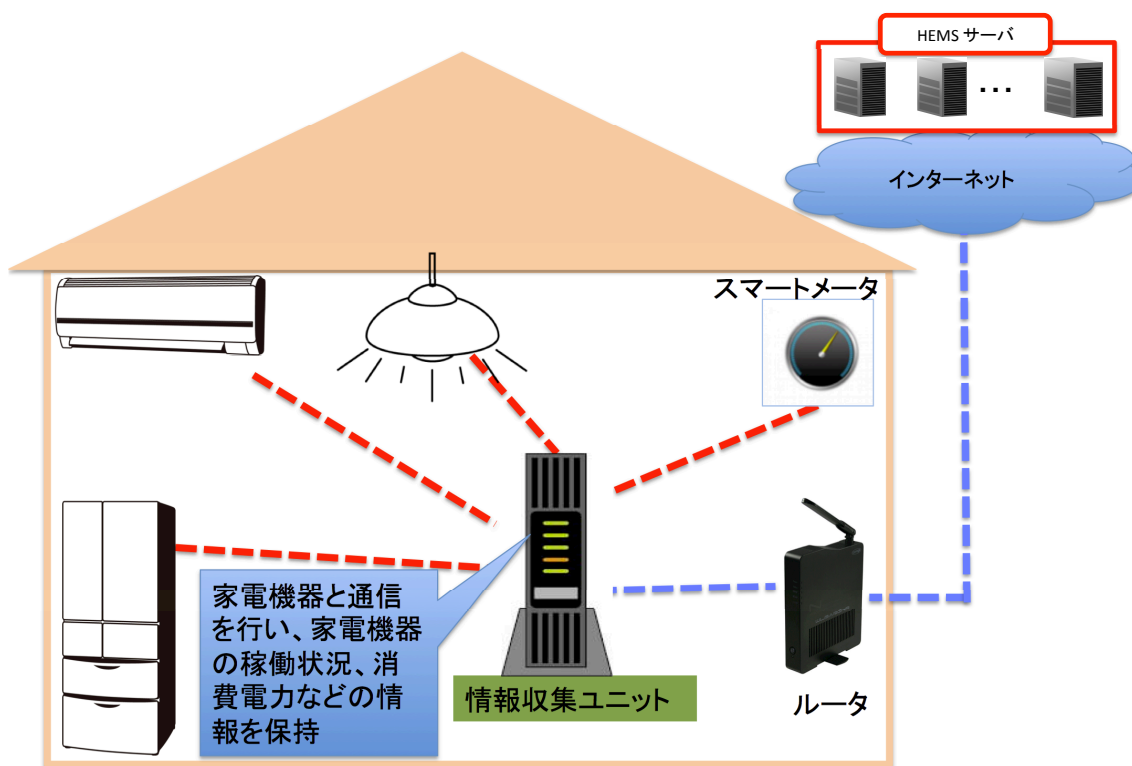 HEMS サーバ
インターネット
スマートメータ
家電機器と通信
を行い、家電機器
の稼働状況、消
費電力などの情
報を保持
情報収集ユニット
ルータ